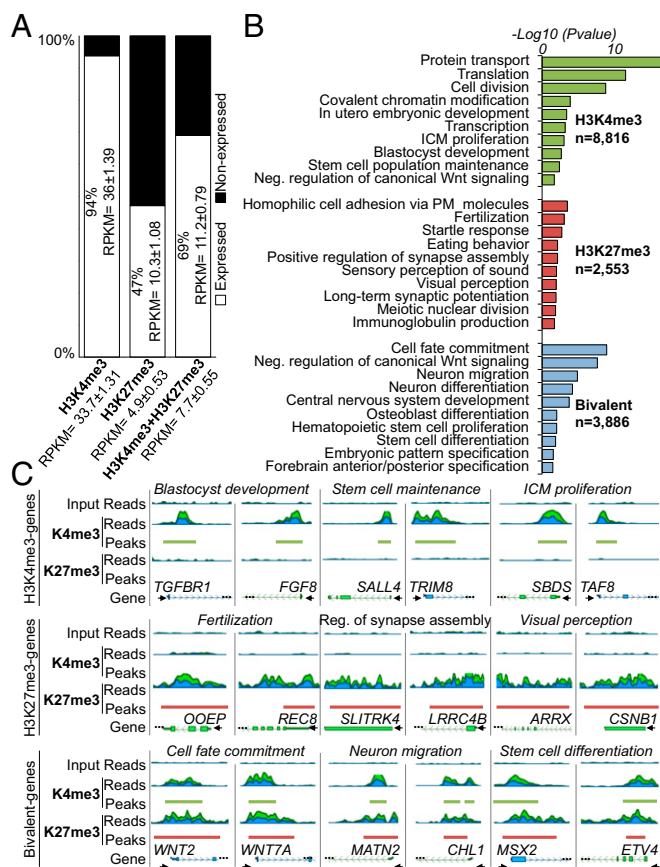 A
100%
0%
94%
RPKM= 36±1.39
47%
RPKM= 10.3±1.08
69%
RPKM= 11.2±0.79
Non-expressed
Expressed
H3K4me3
RPKM= 33.7±1.31
H3K27me3
RPKM= 4.9±0.53
H3K4me3+H3K27me3
RPKM= 7.7±0.55
B
-Log10 (Pvalue)
0 10
Protein transport
Translation
Cell division
Covalent chromatin modification
In utero embryonic development
Transcription
ICM proliferation
Blastocyst development
Stem cell population maintenance
Neg. regulation of canonical Wnt signaling
H3K4me3
n=8,816
Homophilic cell adhesion via PM molecules
Fertilization
Startle response
Eating behavior
Positive regulation of synapse assembly
Sensory perception of sound
Visual perception
Long-term synaptic potentiation
Meiotic nuclear division
Immunoglobulin production
H3K27me3
n=2,553
Cell fate commitment
Neg. regulation of canonical Wnt signaling
Neuron migration
Neuron differentiation
Central nervous system development
Osteoblast differentiation
Hematopoietic stem cell proliferation
Stem cell differentiation
Embryonic pattern specification
Forebrain anterior/posterior specification
Bivalent
n=3,886
C
H3K4me3-genes
Blastocyst development Stem cell maintenance ICM proliferation
Input Reads
K4me3 Reads
Peaks
K27me3 Reads
Peaks
Gene
TGFBR1 FGF8 SALL4 TRIM8 SBDS TAF8
H3K27me3-genes
Fertilization Reg. of synapse assembly Visual perception
Input Reads
K4me3 Reads
Peaks
K27me3 Reads
Peaks
Gene
OOEP REC8 SLITRK4 LRRC4B ARRX CSNB1
Bivalent-genes
Cell fate commitment Neuron migration Stem cell differentiation
Input Reads
K4me3 Reads
Peaks
K27me3 Reads
Peaks
Gene
WNT2 WNT7A MATN2 CHL1 MSX2 ETV4